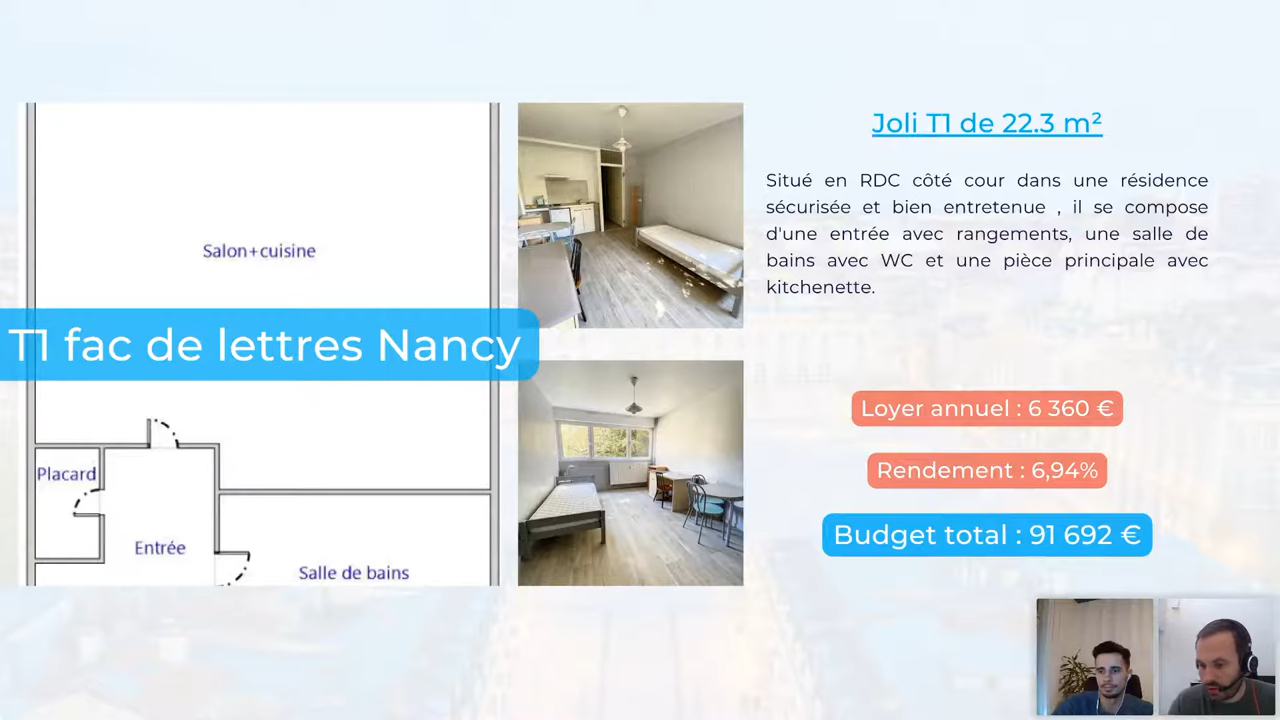 Joli T1 de 22.3 m²
Situé en RDC côté cour dans une résidence
sécurisée et bien entretenue , il se compose
d'une entrée avec rangements, une salle de
bains avec WC et une pièce principale avec
kitchenette.
Salon+cuisine
T1 fac de lettres Nancy
Placard
Entrée
Salle de bains
Loyer annuel : 6 360 €
Rendement : 6,94%
Budget total : 91 692 €